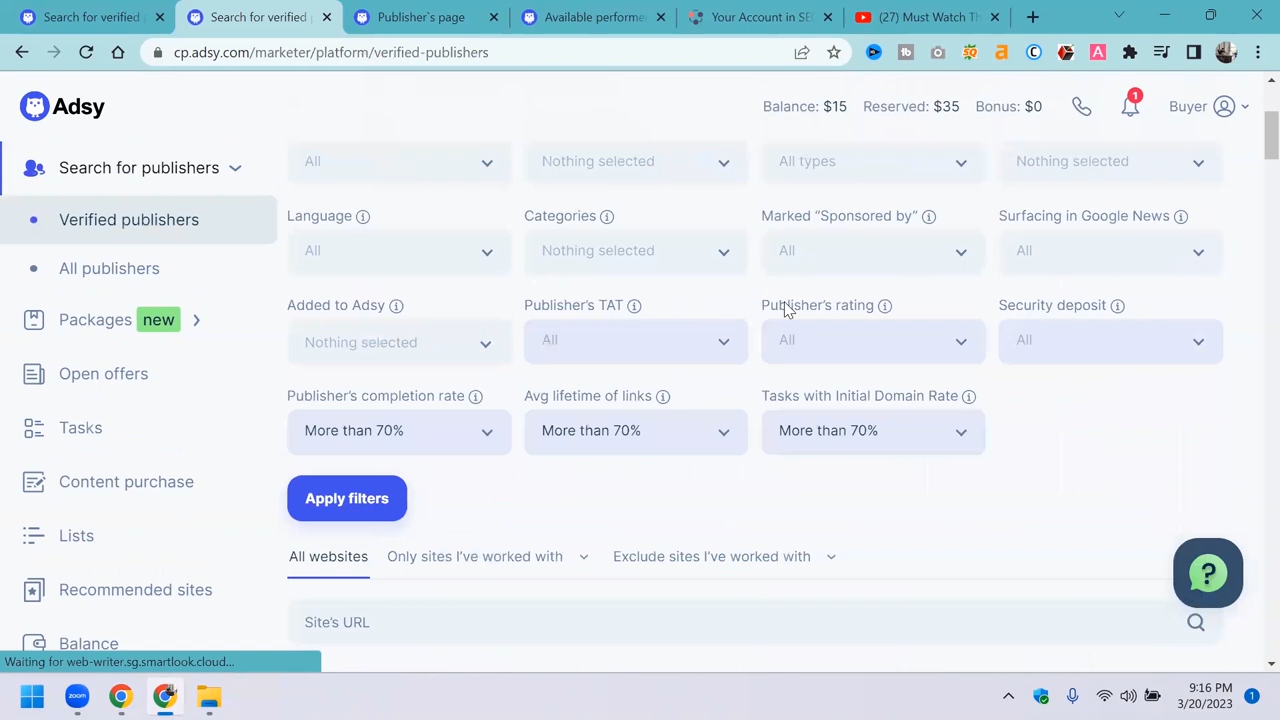 Search for verified p
Search for verified p
Publisher's page
Available performe
Your Account in SE
(27) Must Watch Th
cp.adsy.com/marketer/platform/verified-publishers
Adsy
Balance: $15 Reserved: $35 Bonus: $0
1
Buyer
Search for publishers
Verified publishers
All publishers
Packages new
Open offers
Tasks
Content purchase
Lists
Recommended sites
Balance
All
Nothing selected
All types
Nothing selected
Language
Categories
Marked “Sponsored by”
Surfacing in Google News
All
Nothing selected
All
All
Added to Adsy
Publisher's TAT
Publisher's rating
Security deposit
Nothing selected
All
All
All
Publisher's completion rate
Avg lifetime of links
Tasks with Initial Domain Rate
More than 70%
More than 70%
More than 70%
Apply filters
All websites
Only sites I've worked with
Exclude sites I've worked with
Site's URL
Waiting for web-writer.sg.smartlook.cloud...
zoom
9:16 PM
3/20/2023
1